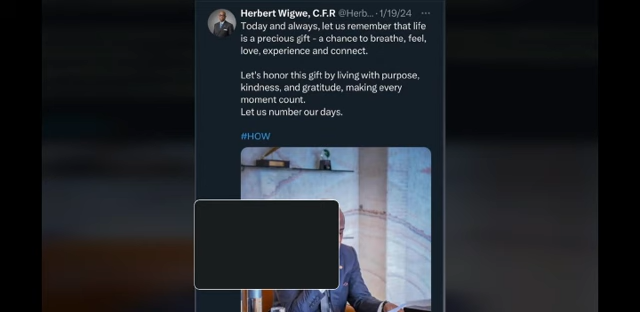 Herbert Wigwe, C.F.R @Herb... · 1/19/24 ...
Today and always, let us remember that life
is a precious gift - a chance to breathe, feel,
love, experience and connect.
Let's honor this gift by living with purpose,
kindness, and gratitude, making every
moment count.
Let us number our days.
#HOW